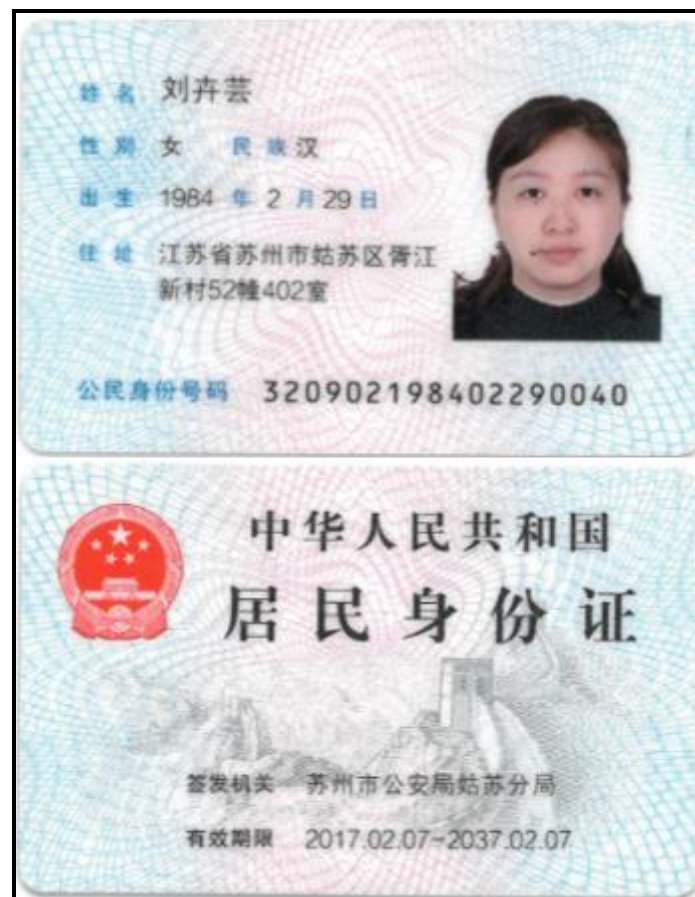 姓名 刘卉芸
性别 女 民族 汉
出生 1984 年 2 月 29 日
住址 江苏省苏州市姑苏区胥江
新村52幢402室
公民身份号码 320902198402290040
中华人民共和国
居民身份证
签发机关 苏州市公安局姑苏分局
有效期限 2017.02.07-2037.02.07